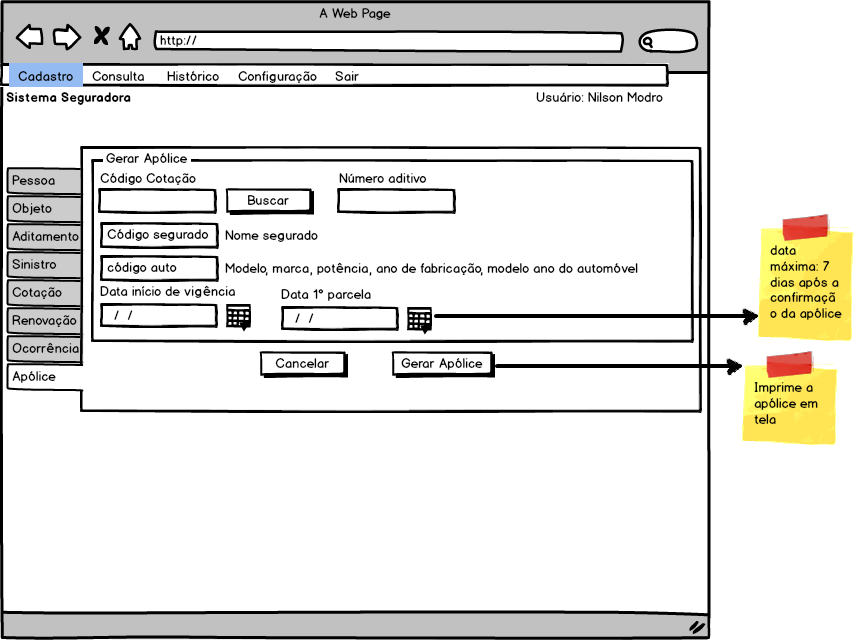 A Web Page
http://
Cadastro Consulta Histórico Configuração Sair
Sistema Seguradora Usuário: Nilson Modro
Gerar Apólice
Pessoa
Objeto
Aditamento
Sinistro
Cotação
Renovação
Ocorrência
Apólice
Código Cotação Número aditivo
Buscar
Código segurado Nome segurado
código auto Modelo, marca, potência, ano de fabricação, modelo ano do automóvel
Data início de vigência Data 1º parcela
/ / / /
Cancelar Gerar Apólice
data
máxima: 7
dias após a
confirmaçã
o da apólice
Imprime a
apólice em
tela